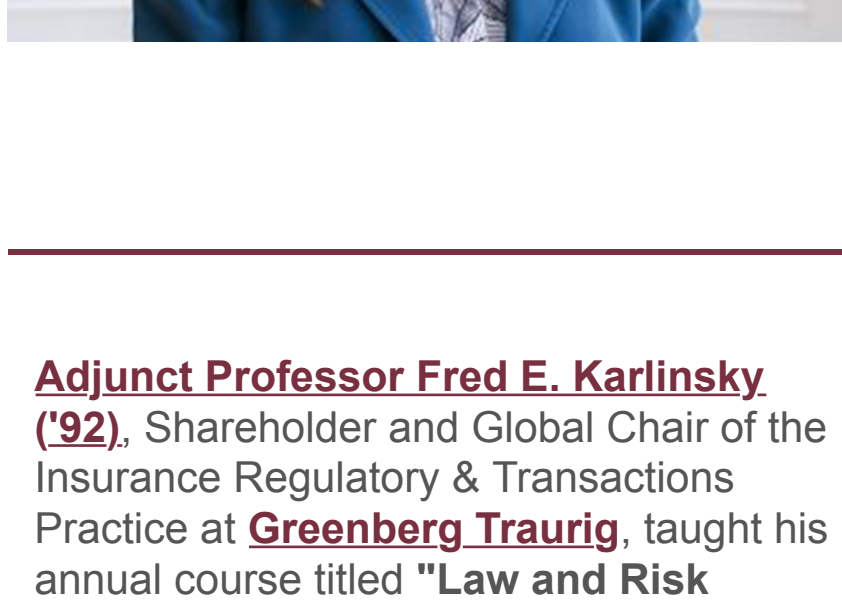 Adjunct Professor Fred E. Karlinsky
('92), Shareholder and Global Chair of the
Insurance Regulatory & Transactions
Practice at Greenberg Traurig, taught his
annual course titled "Law and Risk